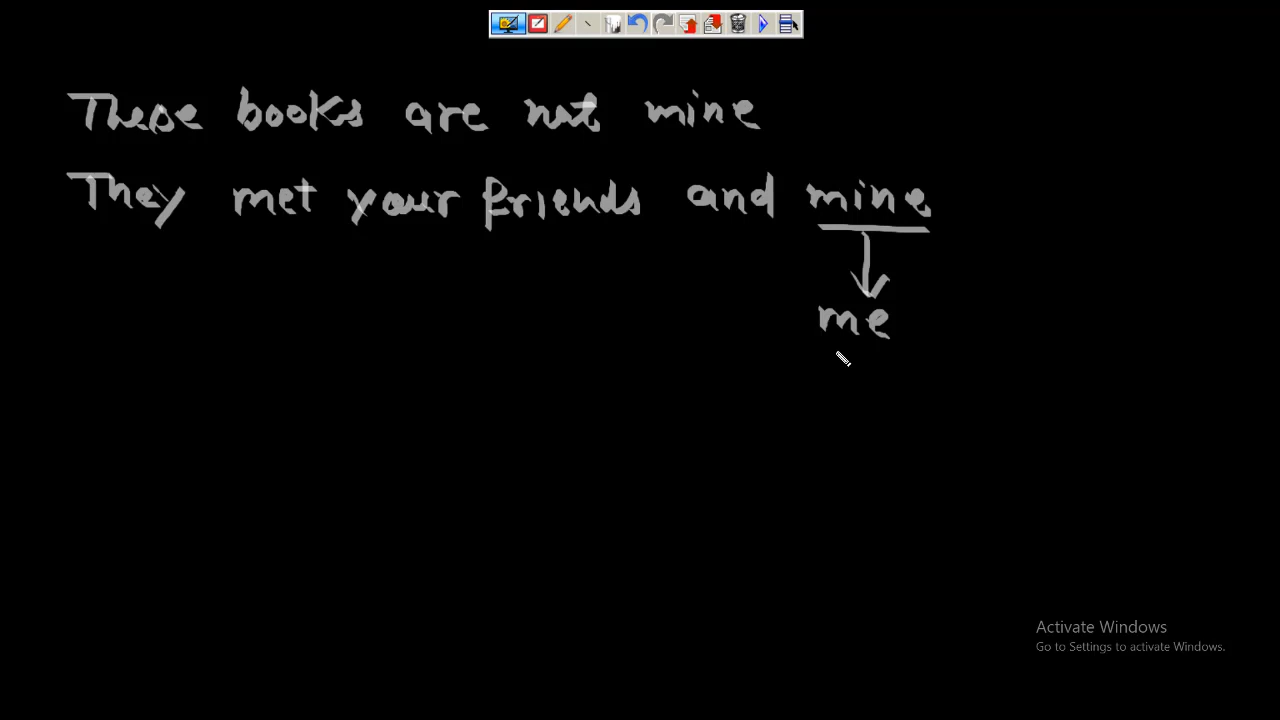 These books are not mine
They met your friends and mine
me
Activate Windows
Go to Settings to activate Windows.